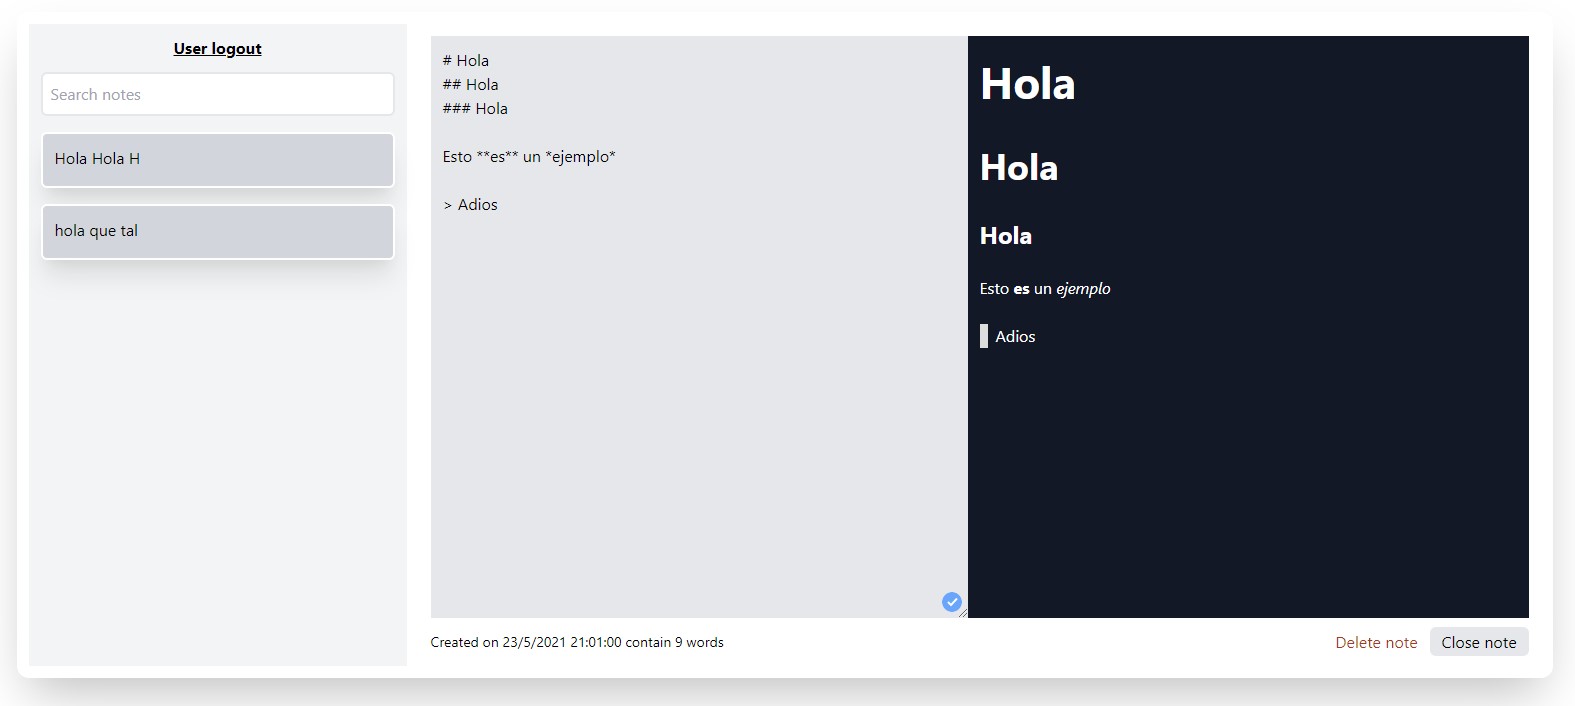 User logout
Search notes
Hola Hola H
hola que tal
# Hola
## Hola
### Hola
Esto **es** un *ejemplo*
> Adios
Hola
Hola
Hola
Esto es un ejemplo
Adios
Created on 23/5/2021 21:01:00 contain 9 words
Delete note
Close note